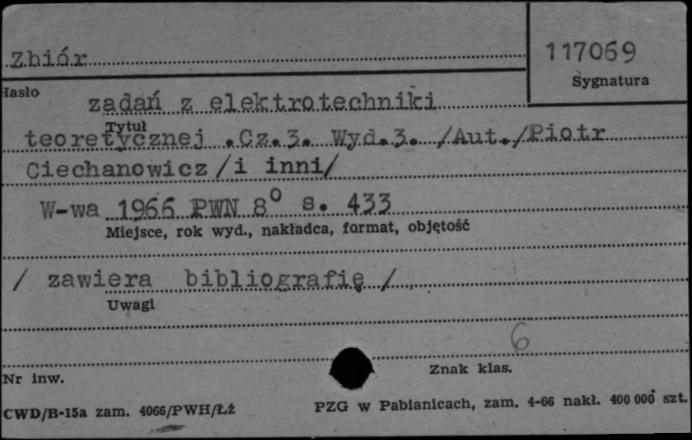 Zbiór
117069
Sygnatura
Hasło
zadań z elektrotechniki
Tytuł
teoretycznej .Cz.3. Wyd.3. /Aut./Piotr
Ciechanowicz/i inni/
W-wa 1966 PWN 8° s. 433
Miejsce, rok wyd., nakładca, format, objętość
/ zawiera bibliografię /
Uwagi
6
Nr inw.
Znak klas.
CWD/B-15a zam. 4066/PWH/Łż
PZG w Pabianicach, zam. 4-66 nakł. 400 000 szt.